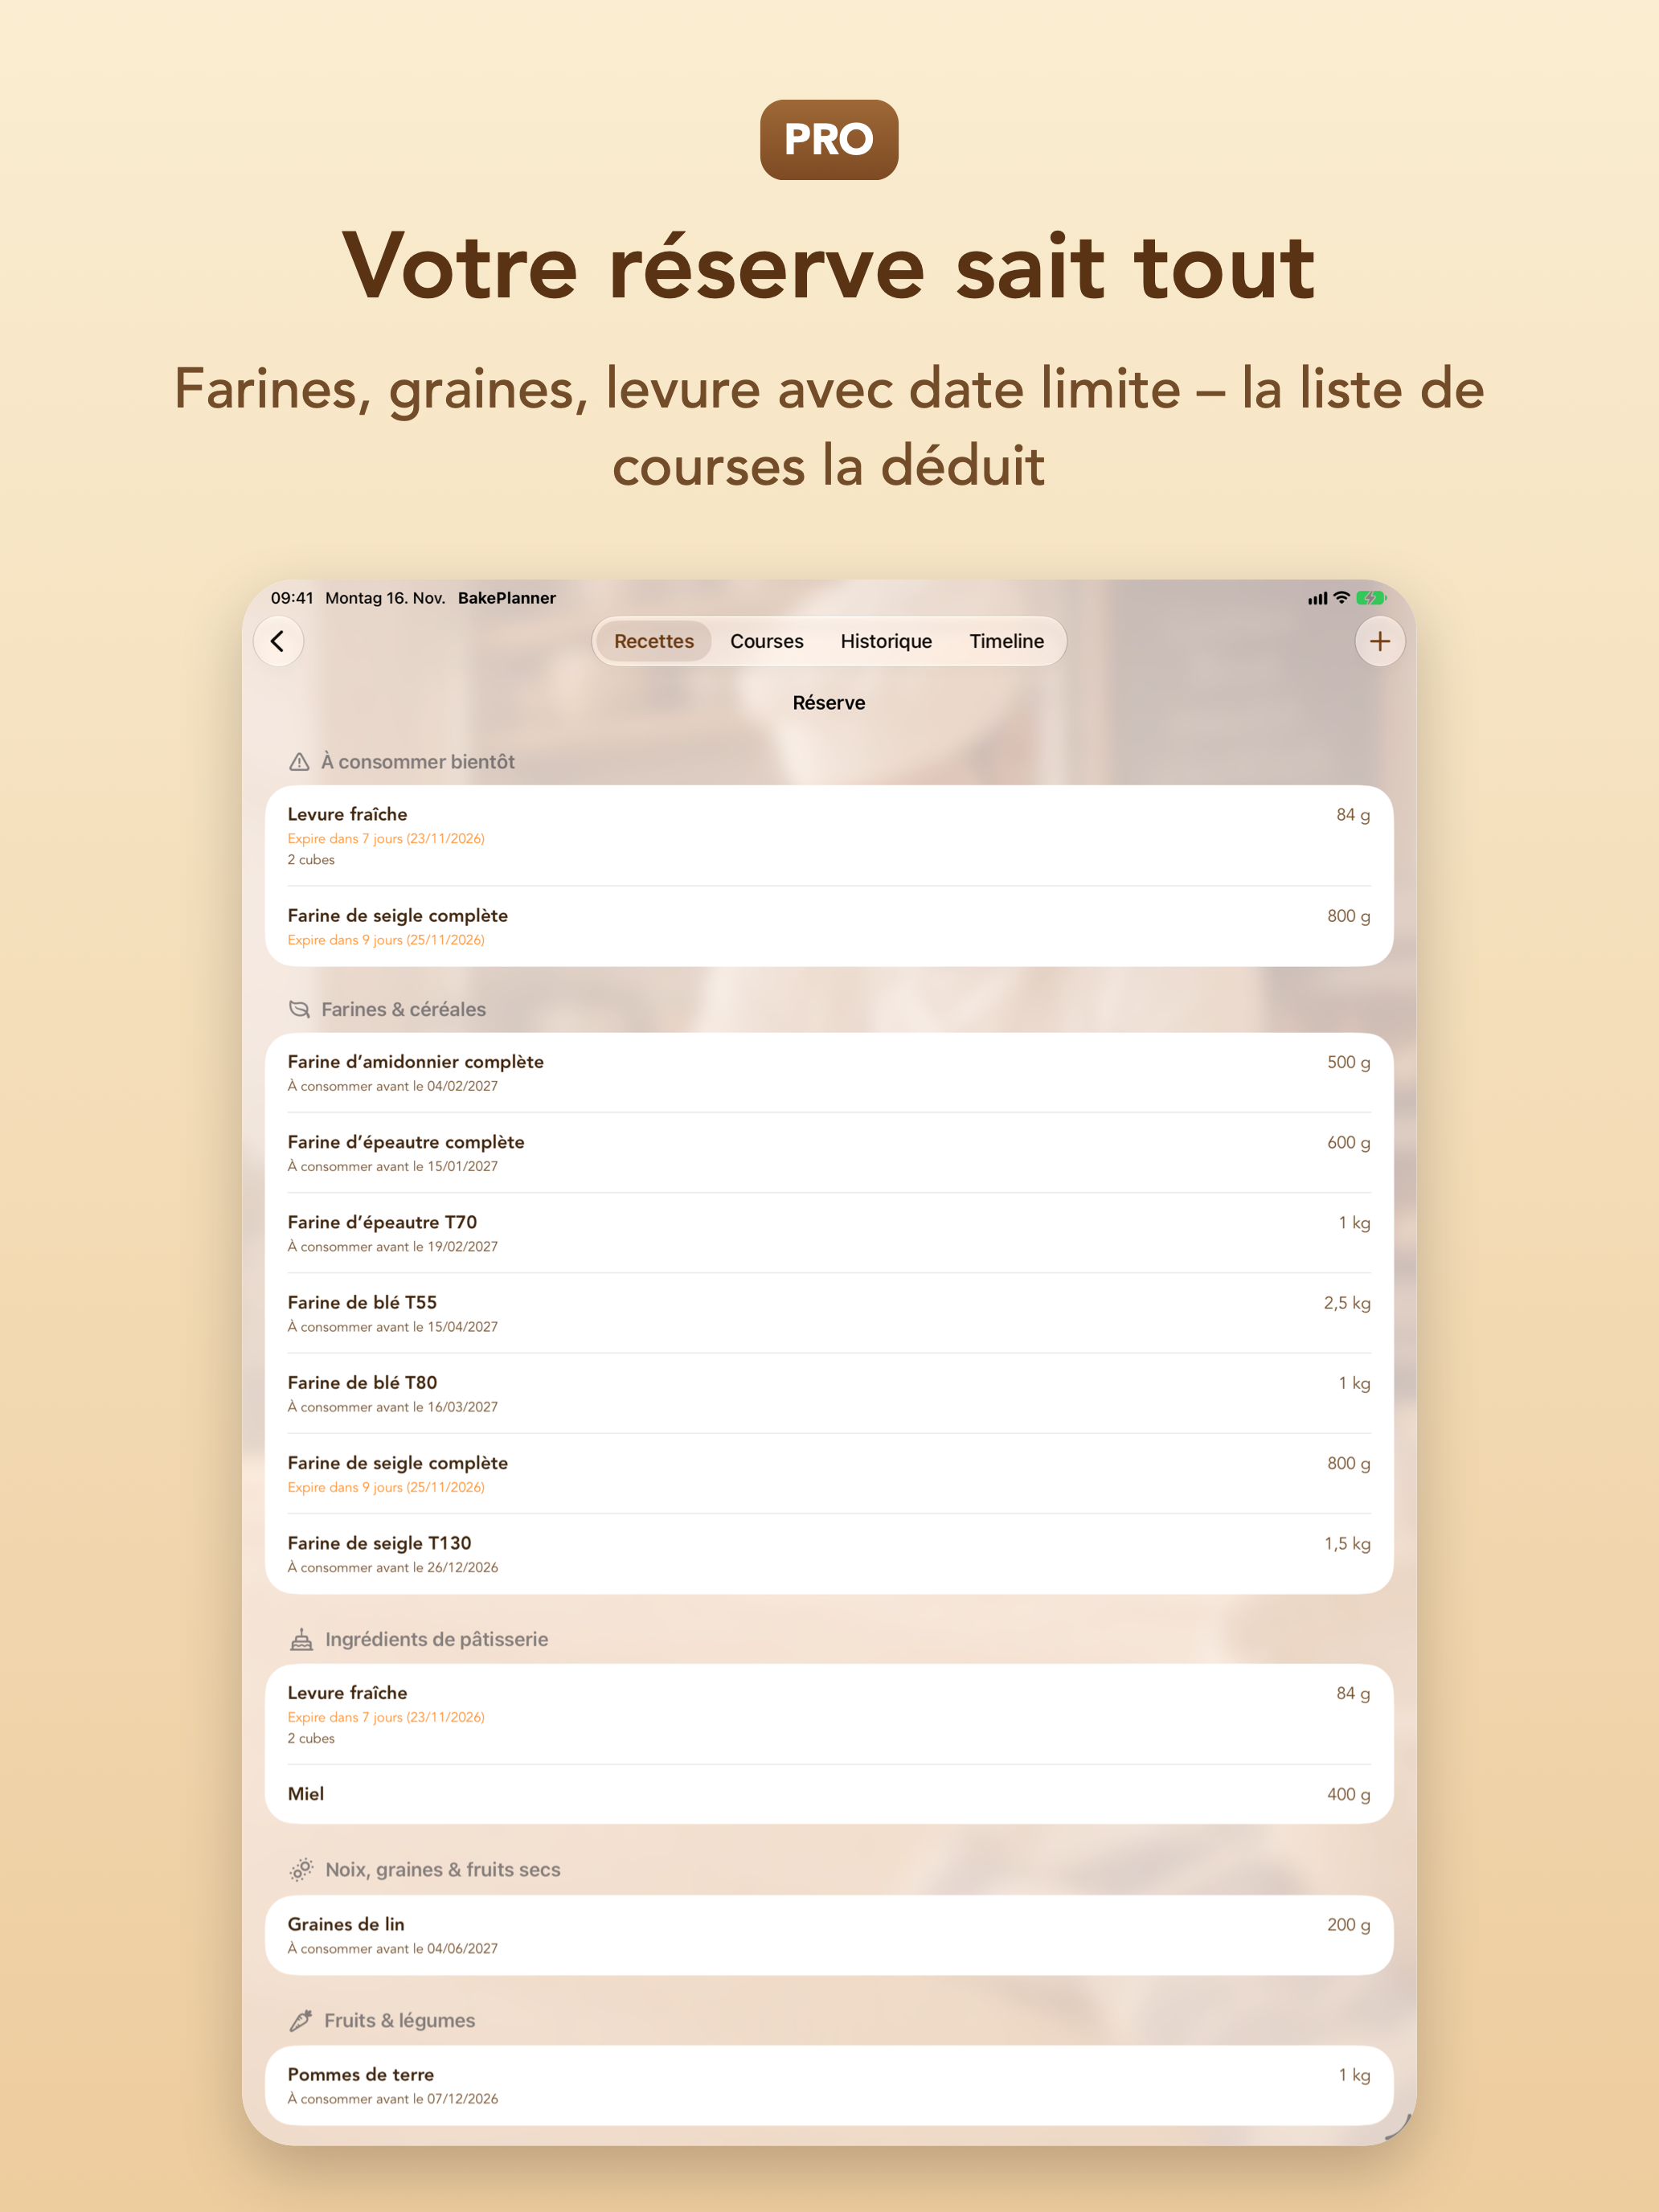 PRO
Votre réserve sait tout
Farines, graines, levure avec date limite – la liste de
courses la déduit
09:41 Montag 16. Nov. BakePlanner
Recettes Courses Historique Timeline
Réserve
À consommer bientôt
Levure fraîche 84 g
Expire dans 7 jours (23/11/2026)
2 cubes
Farine de seigle complète 800 g
Expire dans 9 jours (25/11/2026)
Farines & céréales
Farine d’amidonnier complète 500 g
À consommer avant le 04/02/2027
Farine d’épeautre complète 600 g
À consommer avant le 15/01/2027
Farine d’épeautre T70 1 kg
À consommer avant le 19/02/2027
Farine de blé T55 2,5 kg
À consommer avant le 15/04/2027
Farine de blé T80 1 kg
À consommer avant le 16/03/2027
Farine de seigle complète 800 g
Expire dans 9 jours (25/11/2026)
Farine de seigle T130 1,5 kg
À consommer avant le 26/12/2026
Ingrédients de pâtisserie
Levure fraîche 84 g
Expire dans 7 jours (23/11/2026)
2 cubes
Miel 400 g
Noix, graines & fruits secs
Graines de lin 200 g
À consommer avant le 04/06/2027
Fruits & légumes
Pommes de terre 1 kg
À consommer avant le 07/12/2026